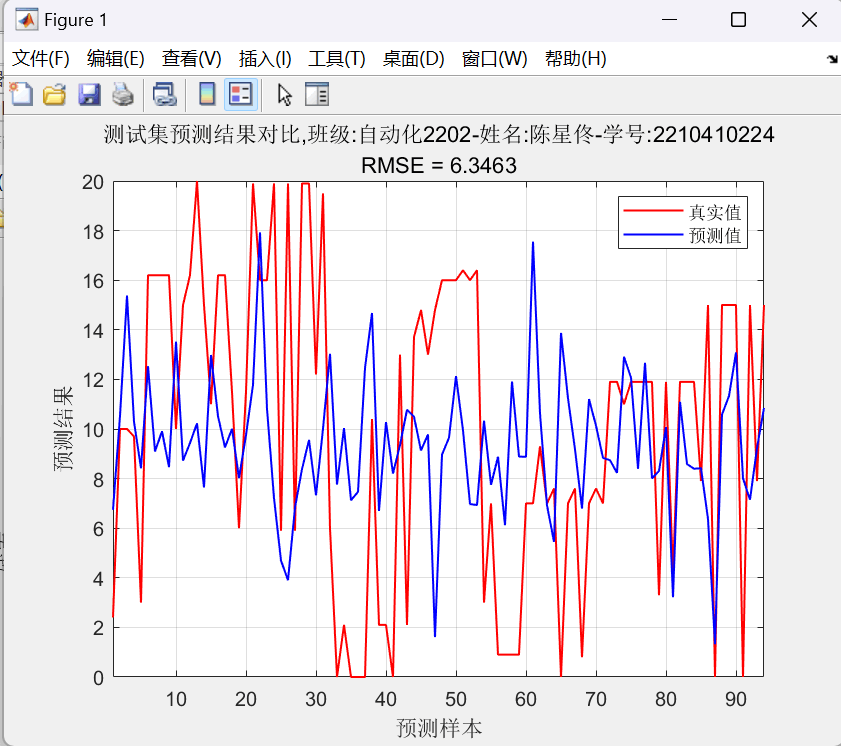 Figure 1
文件(F) 编辑(E) 查看(V) 插入(I) 工具(T) 桌面(D) 窗口(W) 帮助(H)
测试集预测结果对比,班级:自动化2202-姓名:陈星佟-学号:2210410224
RMSE = 6.3463
真实值
预测值
20
18
16
14
12
10
8
6
4
2
0
预测结果
10 20 30 40 50 60 70 80 90
预测样本